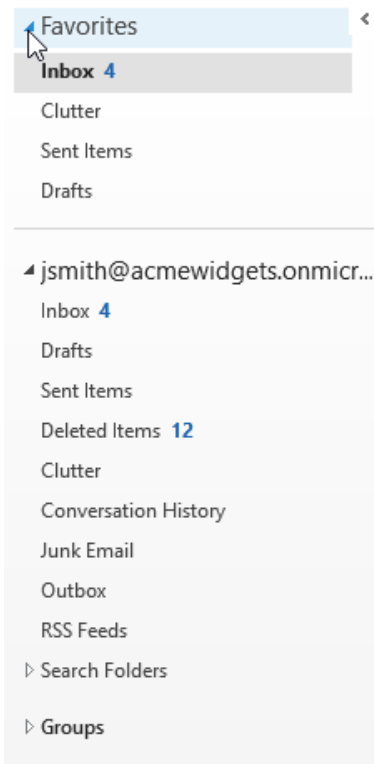 Favorites
Inbox 4
Clutter
Sent Items
Drafts
jsmith@acmewidgets.onmicr...
Inbox 4
Drafts
Sent Items
Deleted Items 12
Clutter
Conversation History
Junk Email
Outbox
RSS Feeds
Search Folders
Groups